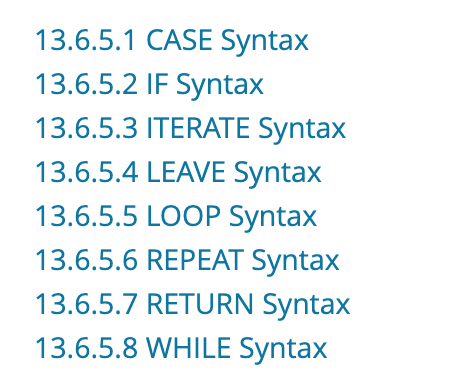 13.6.5.1 CASE Syntax
13.6.5.2 IF Syntax
13.6.5.3 ITERATE Syntax
13.6.5.4 LEAVE Syntax
13.6.5.5 LOOP Syntax
13.6.5.6 REPEAT Syntax
13.6.5.7 RETURN Syntax
13.6.5.8 WHILE Syntax